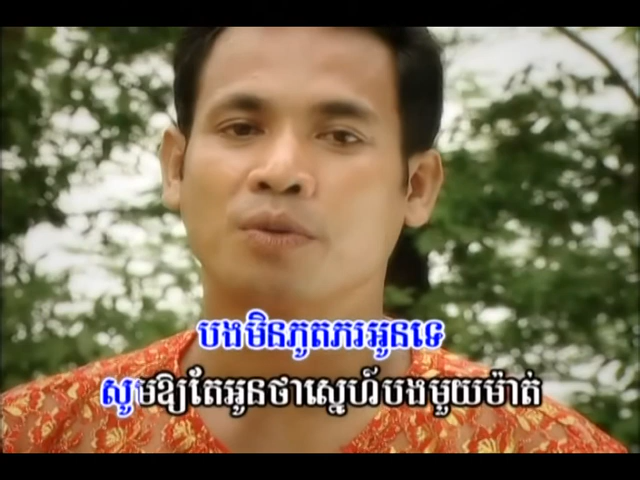 បងមិនភូតភរអូនទេ
សូមឱ្យតែអូនថាស្នេហ៍បងមួយម៉ាត់